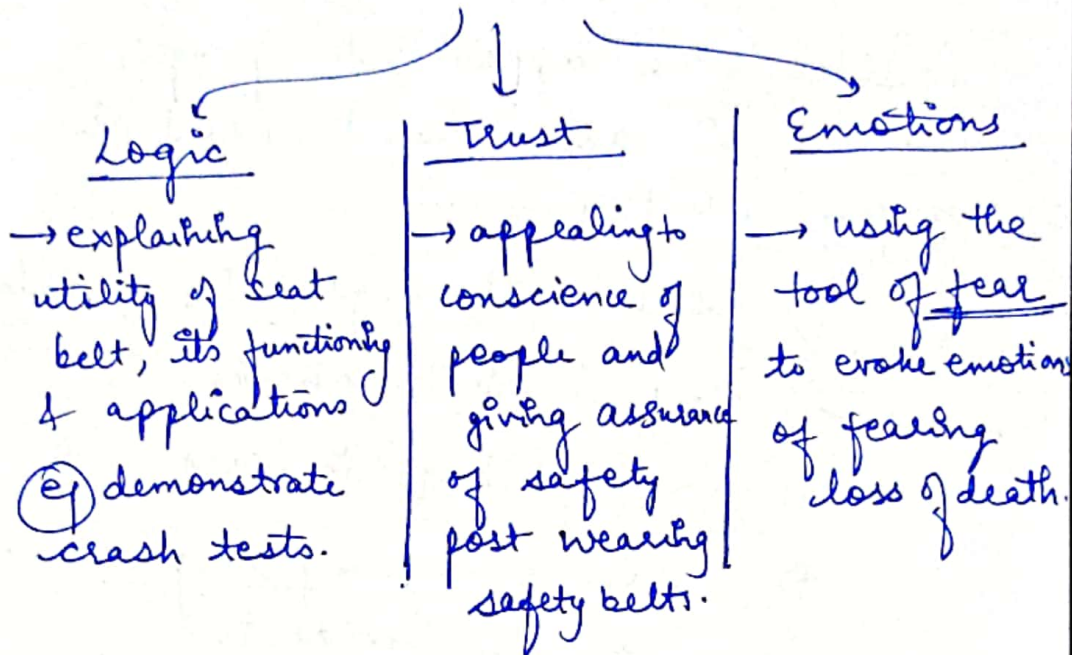 Logic
→ explaining
utility of seat
belt, its functioning
& applications
eg demonstrate
crash tests.
Trust
→ appealing to
conscience of
people and
giving assurance
of safety
post wearing
safety belts.
Emotions
→ using the
tool of fear
to evoke emotions
of fearing
loss of death.